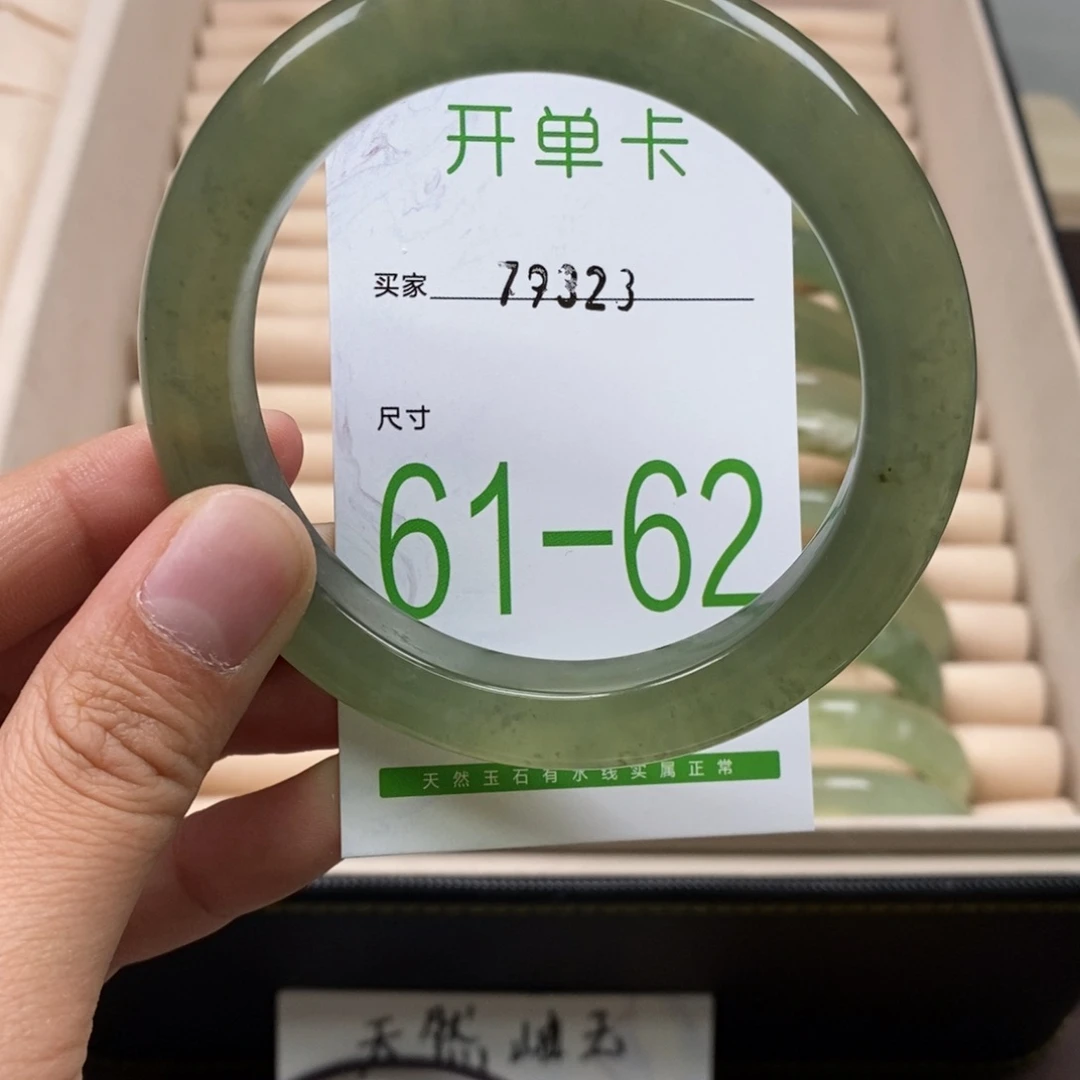 开单卡
买家 79323
尺寸
61-62
天然玉石有水线实属正常
天然岫玉